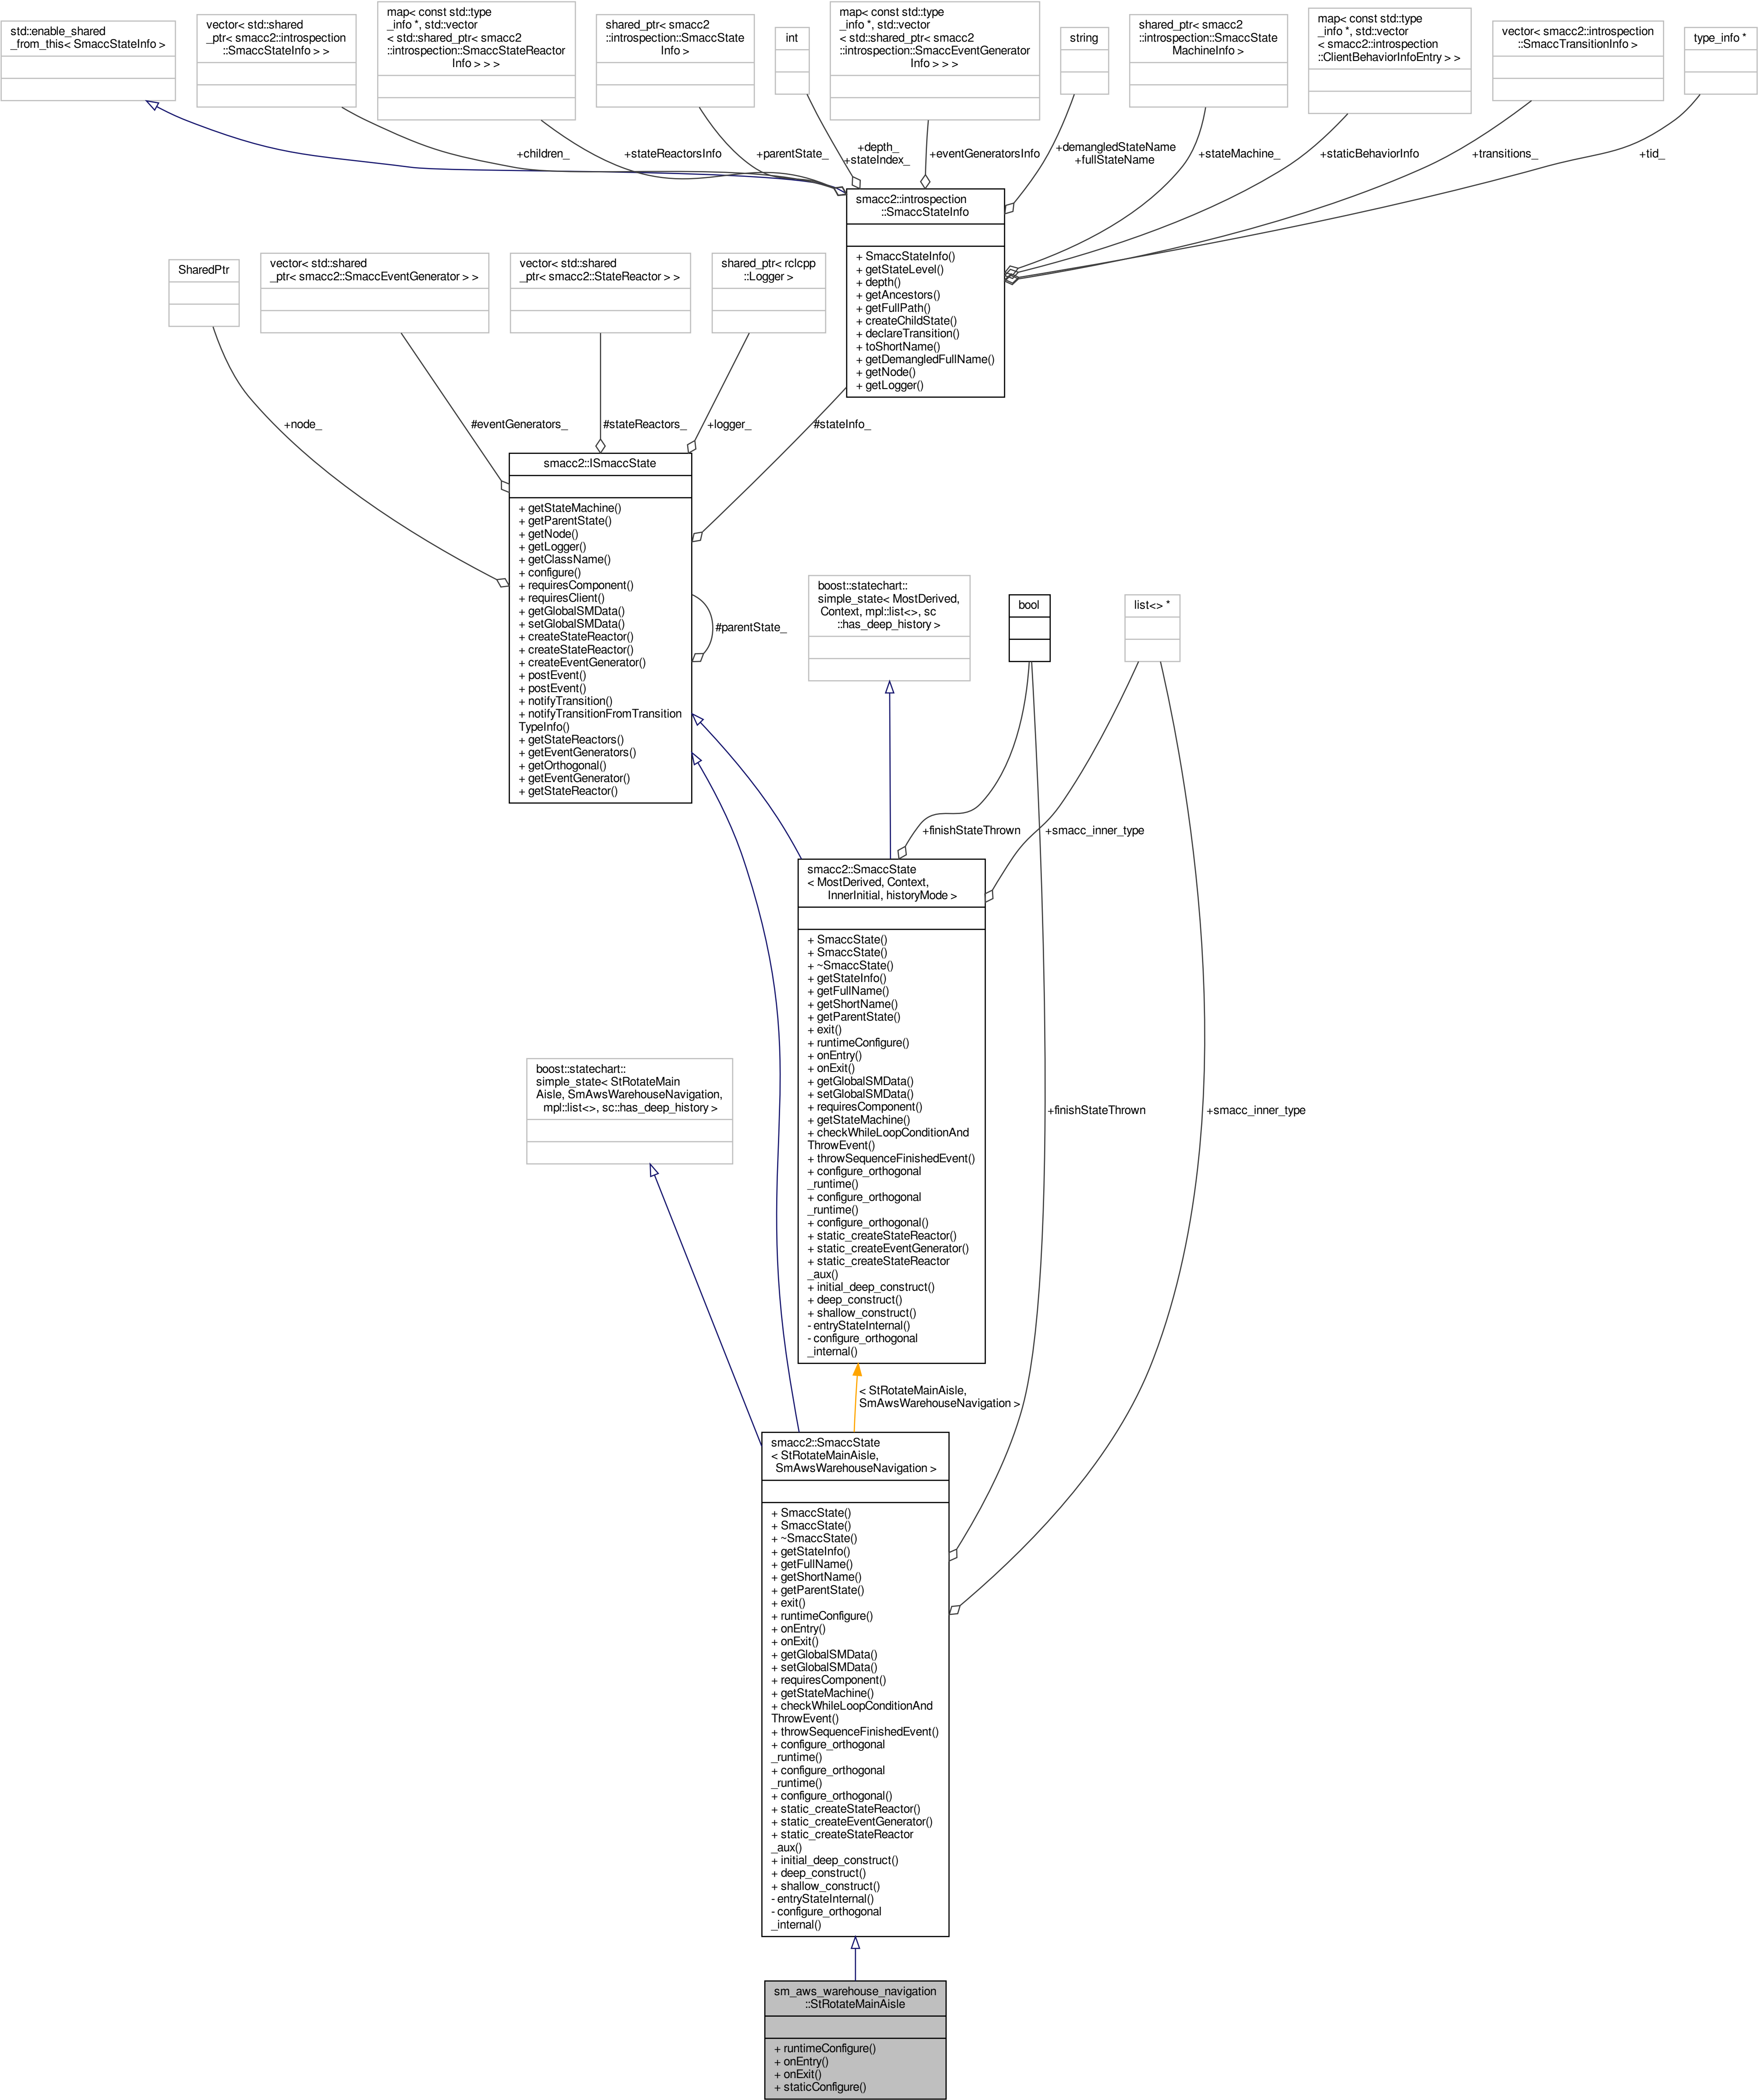 std::enable_shared
_from_this< SmaccStateInfo >
vector< std::shared
_ptr< smacc2::introspection
::SmaccStateInfo > >
map< const std::type
_info *, std::vector
< std::shared_ptr< smacc2
::introspection::SmaccStateReactor
Info > > >
shared_ptr< smacc2
::introspection::SmaccState
Info >
int
map< const std::type
_info *, std::vector
< std::shared_ptr< smacc2
::introspection::SmaccEventGenerator
Info > > >
string
shared_ptr< smacc2
::introspection::SmaccState
MachineInfo >
map< const std::type
_info *, std::vector
< smacc2::introspection
::ClientBehaviorInfoEntry > >
vector< smacc2::introspection
::SmaccTransitionInfo >
type_info *
+children_
+stateReactorsInfo
+parentState_
+depth_
+stateIndex_
+eventGeneratorsInfo
+demangledStateName
+fullStateName
+stateMachine_
+staticBehaviorInfo
+transitions_
+tid_
smacc2::introspection
::SmaccStateInfo
+ SmaccStateInfo()
+ getStateLevel()
+ depth()
+ getAncestors()
+ getFullPath()
+ createChildState()
+ declareTransition()
+ toShortName()
+ getDemangledFullName()
+ getNode()
+ getLogger()
SharedPtr
vector< std::shared
_ptr< smacc2::SmaccEventGenerator > >
vector< std::shared
_ptr< smacc2::StateReactor > >
shared_ptr< rclcpp
::Logger >
+node_
#eventGenerators_
#stateReactors_
+logger_
#stateInfo_
smacc2::ISmaccState
+ getStateMachine()
+ getParentState()
+ getNode()
+ getLogger()
+ getClassName()
+ configure()
+ requiresComponent()
+ requiresClient()
+ getGlobalSMData()
+ setGlobalSMData()
+ createStateReactor()
+ createStateReactor()
+ createEventGenerator()
+ postEvent()
+ postEvent()
+ notifyTransition()
+ notifyTransitionFromTransition
TypeInfo()
+ getStateReactors()
+ getEventGenerators()
+ getOrthogonal()
+ getEventGenerator()
+ getStateReactor()
#parentState_
boost::statechart::
simple_state< MostDerived,
Context, mpl::list<>, sc
::has_deep_history >
bool
list<> *
+finishStateThrown
+smacc_inner_type
smacc2::SmaccState
< MostDerived, Context,
InnerInitial, historyMode >
+ SmaccState()
+ SmaccState()
+ ~SmaccState()
+ getStateInfo()
+ getFullName()
+ getShortName()
+ getParentState()
+ exit()
+ runtimeConfigure()
+ onEntry()
+ onExit()
+ getGlobalSMData()
+ setGlobalSMData()
+ requiresComponent()
+ getStateMachine()
+ checkWhileLoopConditionAnd
ThrowEvent()
+ throwSequenceFinishedEvent()
+ configure_orthogonal
_runtime()
+ configure_orthogonal
_runtime()
+ configure_orthogonal()
+ static_createStateReactor()
+ static_createEventGenerator()
+ static_createStateReactor
_aux()
+ initial_deep_construct()
+ deep_construct()
+ shallow_construct()
- entryStateInternal()
- configure_orthogonal
_internal()
boost::statechart::
simple_state< StRotateMain
Aisle, SmAwsWarehouseNavigation,
mpl::list<>, sc::has_deep_history >
+finishStateThrown
+smacc_inner_type
< StRotateMainAisle,
SmAwsWarehouseNavigation >
smacc2::SmaccState
< StRotateMainAisle,
SmAwsWarehouseNavigation >
+ SmaccState()
+ SmaccState()
+ ~SmaccState()
+ getStateInfo()
+ getFullName()
+ getShortName()
+ getParentState()
+ exit()
+ runtimeConfigure()
+ onEntry()
+ onExit()
+ getGlobalSMData()
+ setGlobalSMData()
+ requiresComponent()
+ getStateMachine()
+ checkWhileLoopConditionAnd
ThrowEvent()
+ throwSequenceFinishedEvent()
+ configure_orthogonal
_runtime()
+ configure_orthogonal
_runtime()
+ configure_orthogonal()
+ static_createStateReactor()
+ static_createEventGenerator()
+ static_createStateReactor
_aux()
+ initial_deep_construct()
+ deep_construct()
+ shallow_construct()
- entryStateInternal()
- configure_orthogonal
_internal()
sm_aws_warehouse_navigation
::StRotateMainAisle
+ runtimeConfigure()
+ onEntry()
+ onExit()
+ staticConfigure()